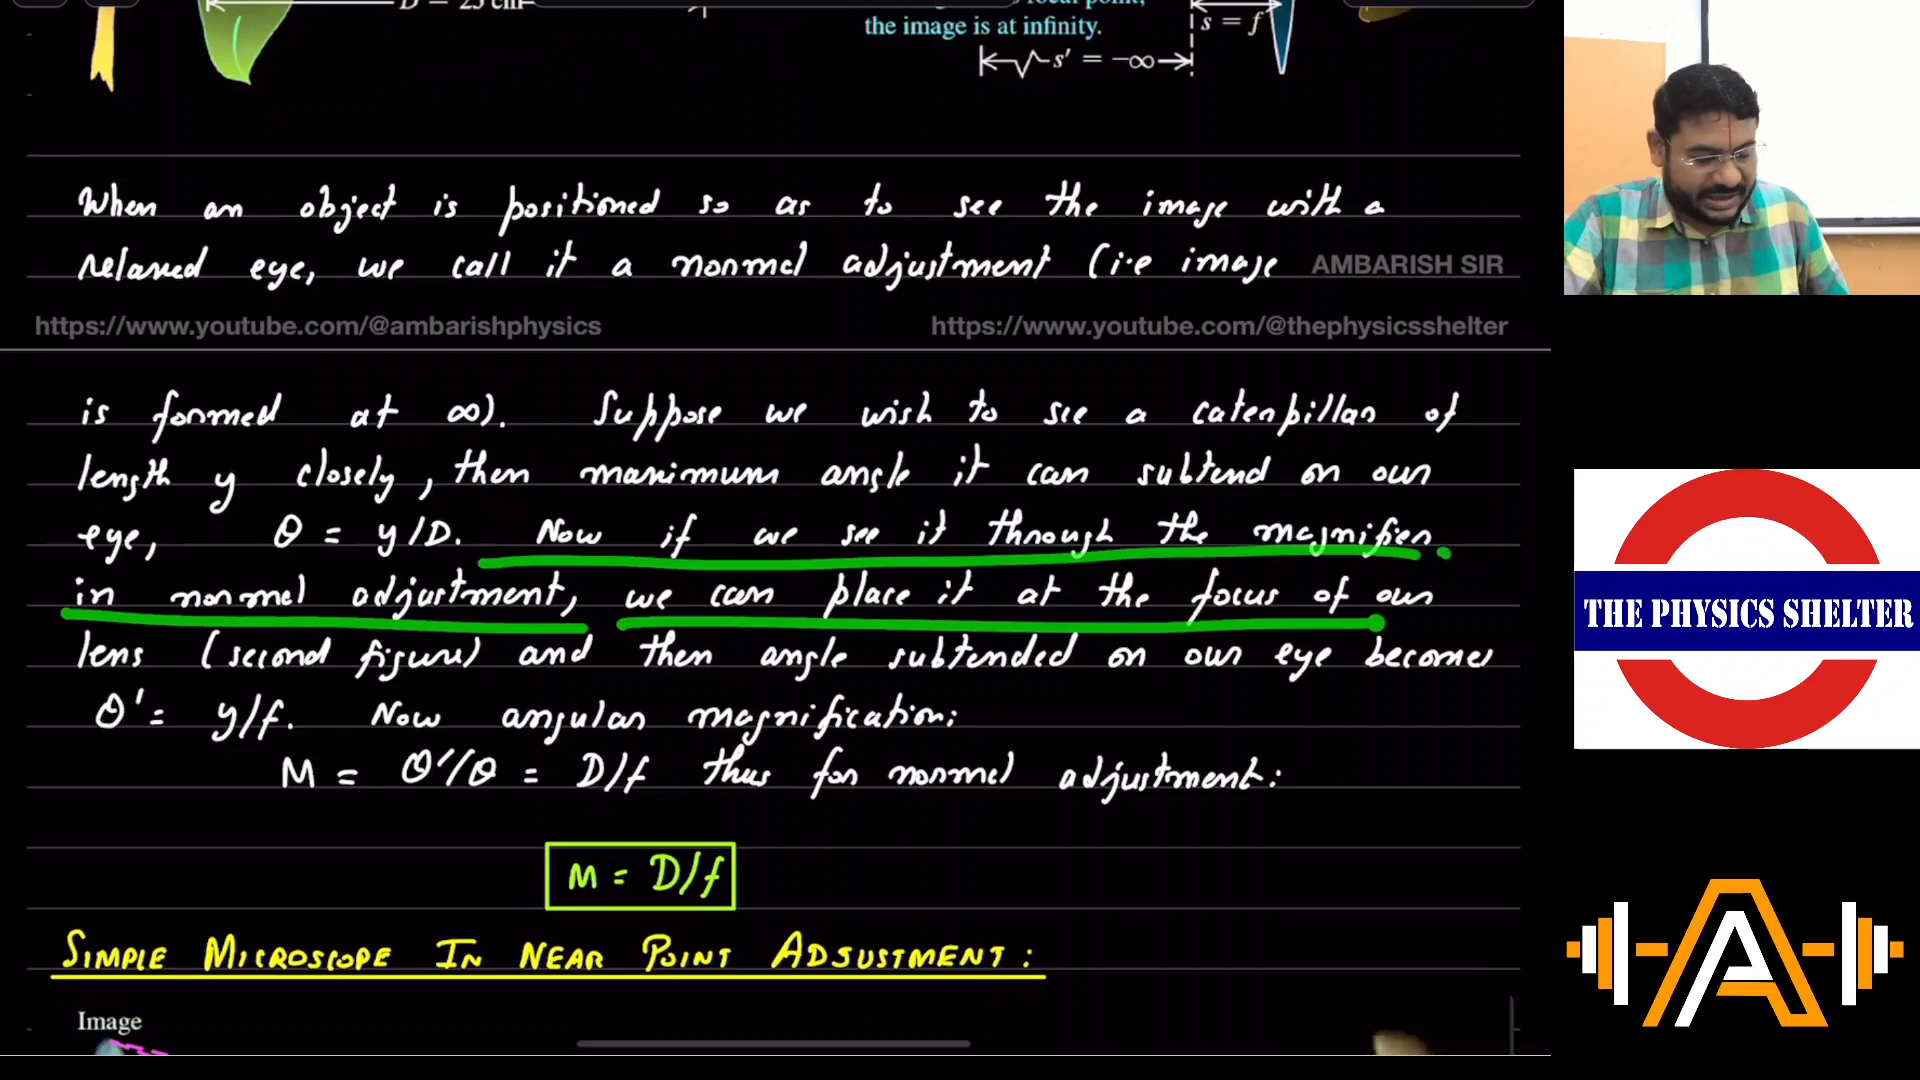 D = 25 cm
the image is at infinity.
s = f
s′ = −∞
When an object is positioned so as to see the image with a
relaxed eye, we call it a normal adjustment (i.e image
AMBARISH SIR
https://www.youtube.com/@ambarishphysics
https://www.youtube.com/@thephysicsshelter
is formed at ∞). Suppose we wish to see a caterpillar of
length y closely, then maximum angle it can subtend on our
eye, θ = y/D. Now if we see it through the magnifier
in normal adjustment, we can place it at the focus of our
lens (second figure) and then angle subtended on our eye becomes
θ' = y/f. Now angular magnification:
M = θ'/θ = D/f thus for normal adjustment:
M = D/f
SIMPLE MICROSCOPE IN NEAR POINT ADJUSTMENT:
Image
THE PHYSICS SHELTER
A